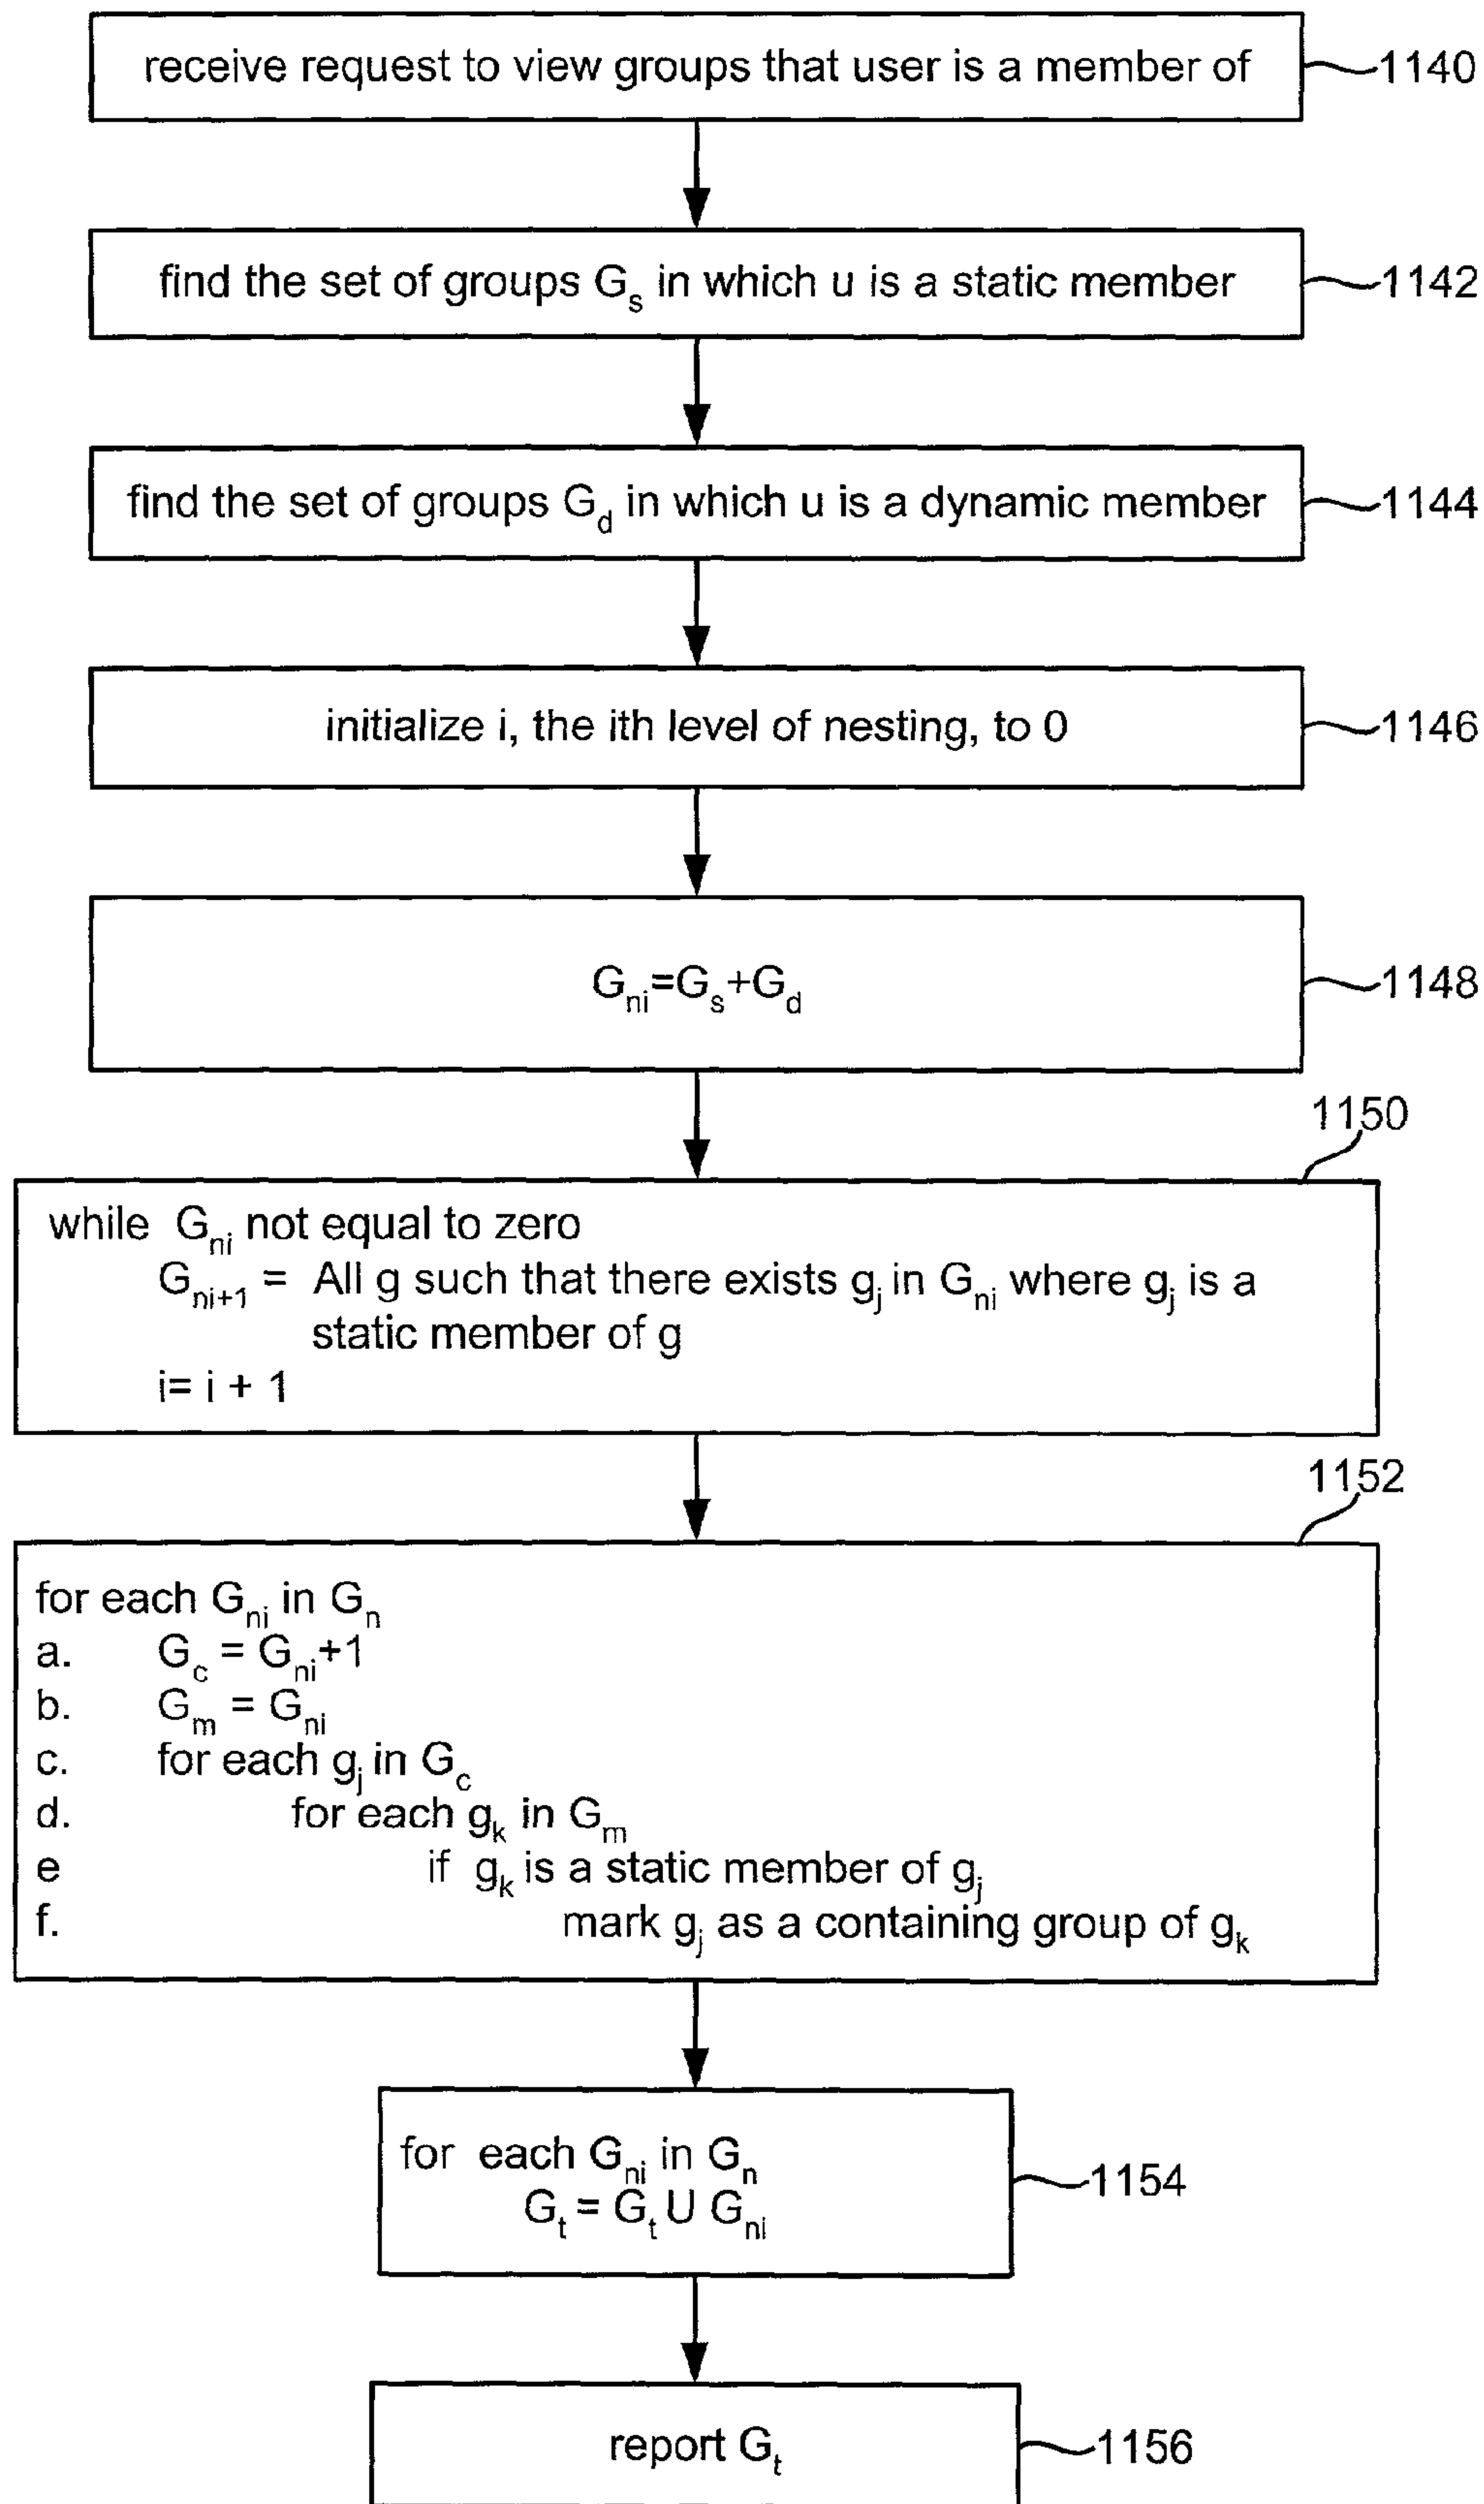 receive request to view groups that user is a member of
1140
find the set of groups Gs in which u is a static member
1142
find the set of groups Gd in which u is a dynamic member
1144
initialize i, the ith level of nesting, to 0
1146
Gni=Gs+Gd
1148
1150
while Gni not equal to zero
Gni+1 = All g such that there exists gj in Gni where gj is a
static member of g
i= i + 1
1152
for each Gni in Gn
a. Gc = Gni+1
b. Gm = Gni
c. for each gj in Gc
d. for each gk in Gm
e if gk is a static member of gj
f. mark gj as a containing group of gk
for each Gni in Gn
Gt = Gt U Gni
1154
report Gt
1156